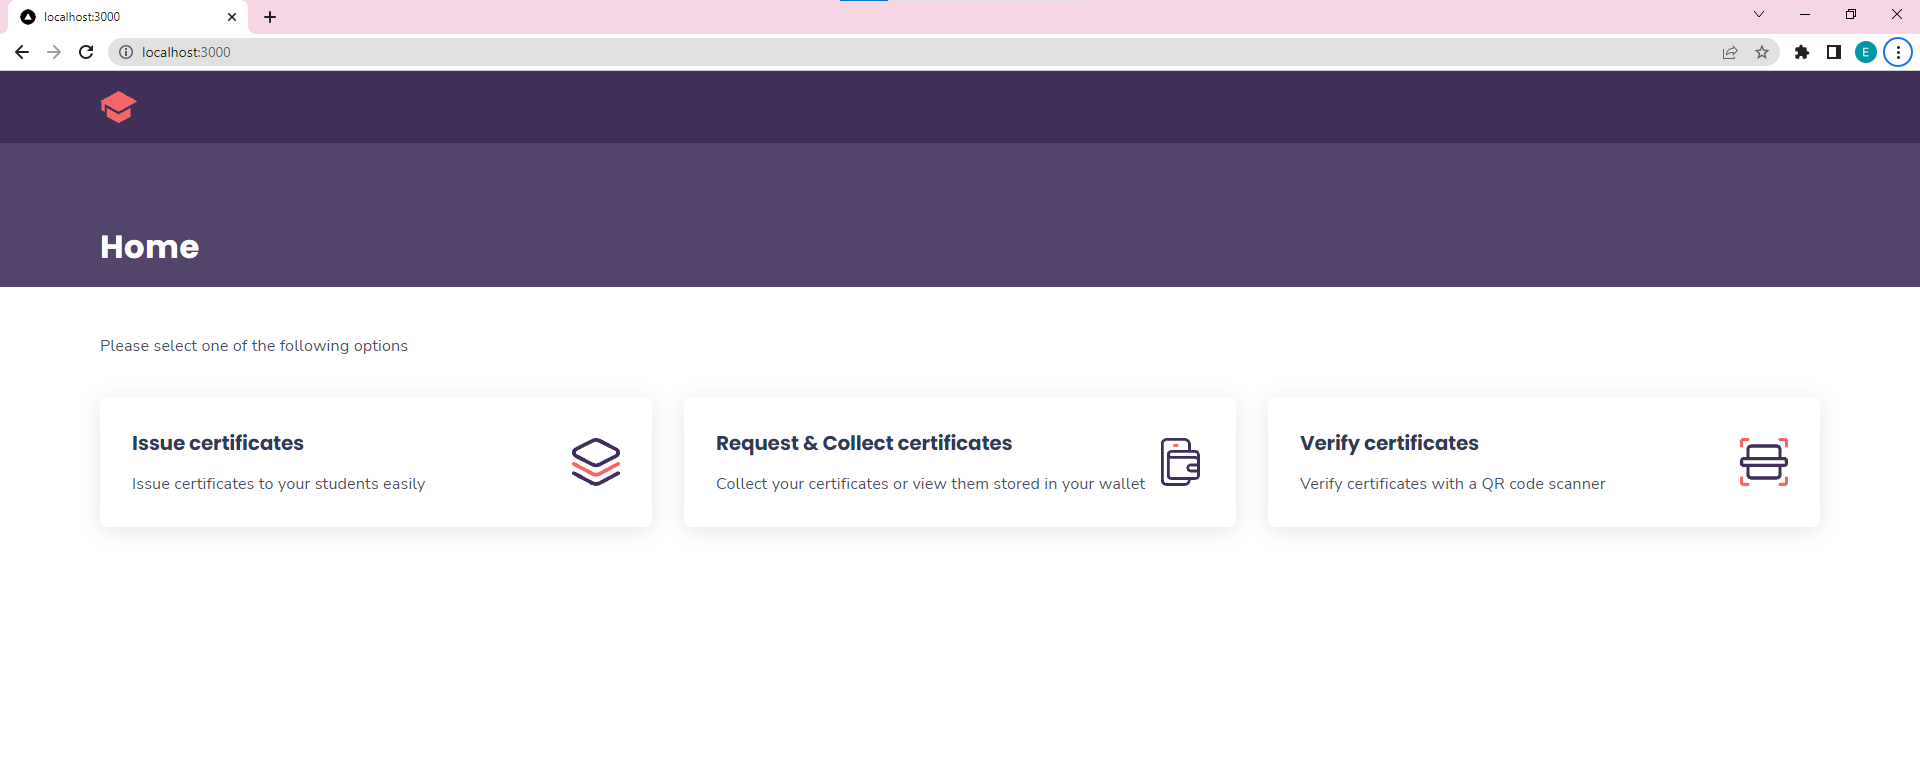 localhost:3000
localhost:3000
E
Home
Please select one of the following options
Issue certificates
Issue certificates to your students easily
Request & Collect certificates
Collect your certificates or view them stored in your wallet
Verify certificates
Verify certificates with a QR code scanner